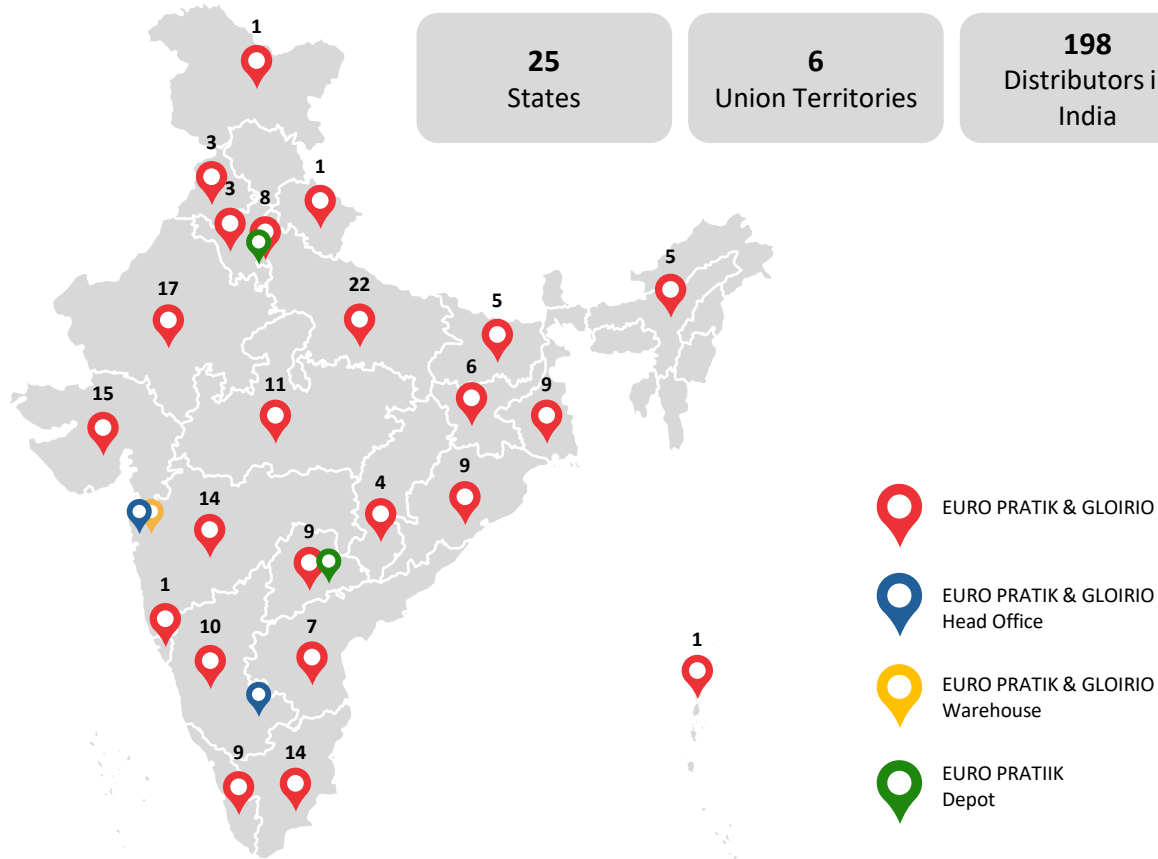 1
25
States
6
Union Territories
198
Distributors i
India
3
1
3
8
5
17
22
5
6
9
15
11
9
4
14
9
1
10
7
1
9
14
EURO PRATIK & GLOIRIO
EURO PRATIK & GLOIRIO
Head Office
EURO PRATIK & GLOIRIO
Warehouse
EURO PRATIIK
Depot